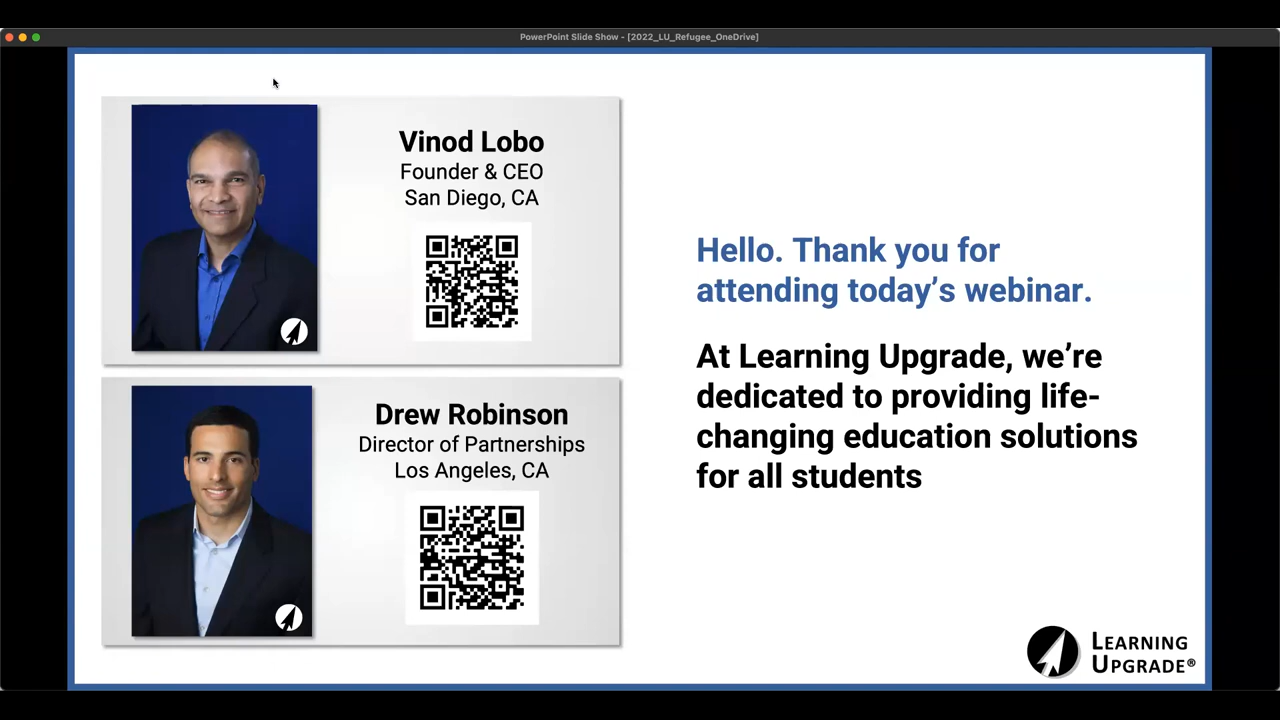 PowerPoint Slide Show - [2022_LU_Refugee_OneDrive]
Vinod Lobo
Founder & CEO
San Diego, CA
Drew Robinson
Director of Partnerships
Los Angeles, CA
Hello. Thank you for
attending today’s webinar.
At Learning Upgrade, we’re
dedicated to providing life-
changing education solutions
for all students
LEARNING
UPGRADE®